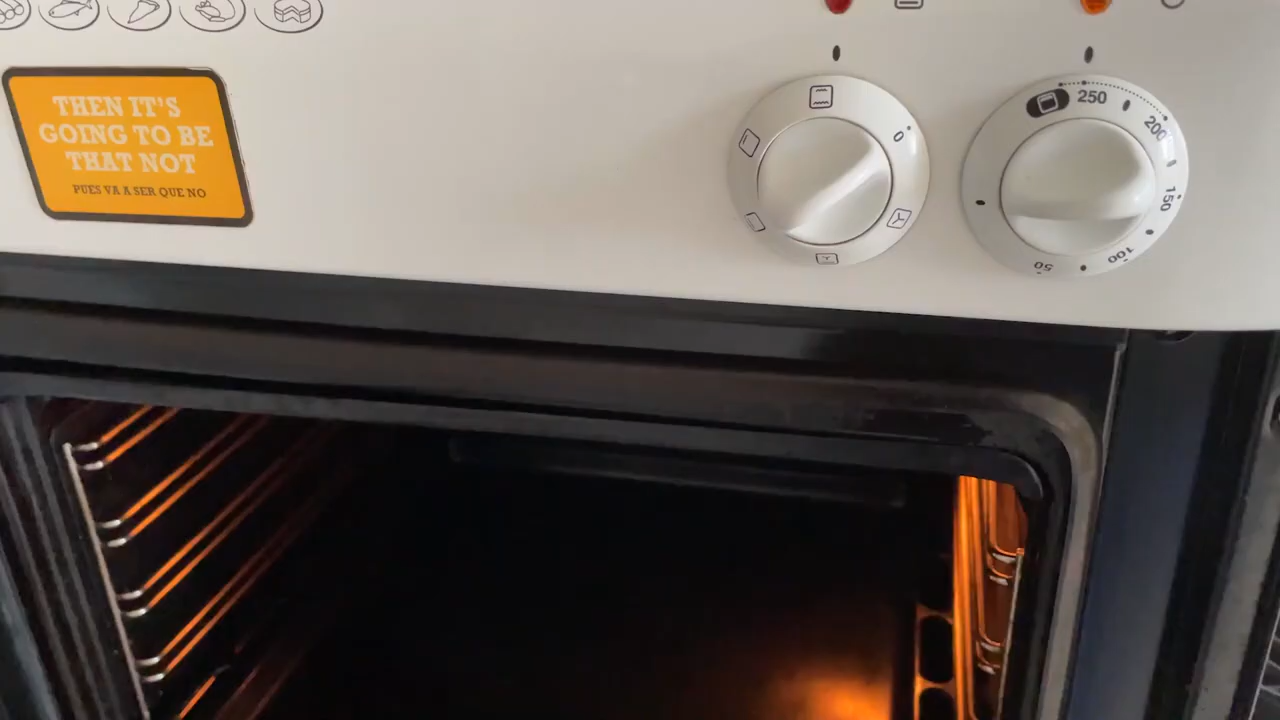 THEN IT'S
GOING TO BE
THAT NOT
PUES VA A SER QUE NO
0
250
200
150
100
50